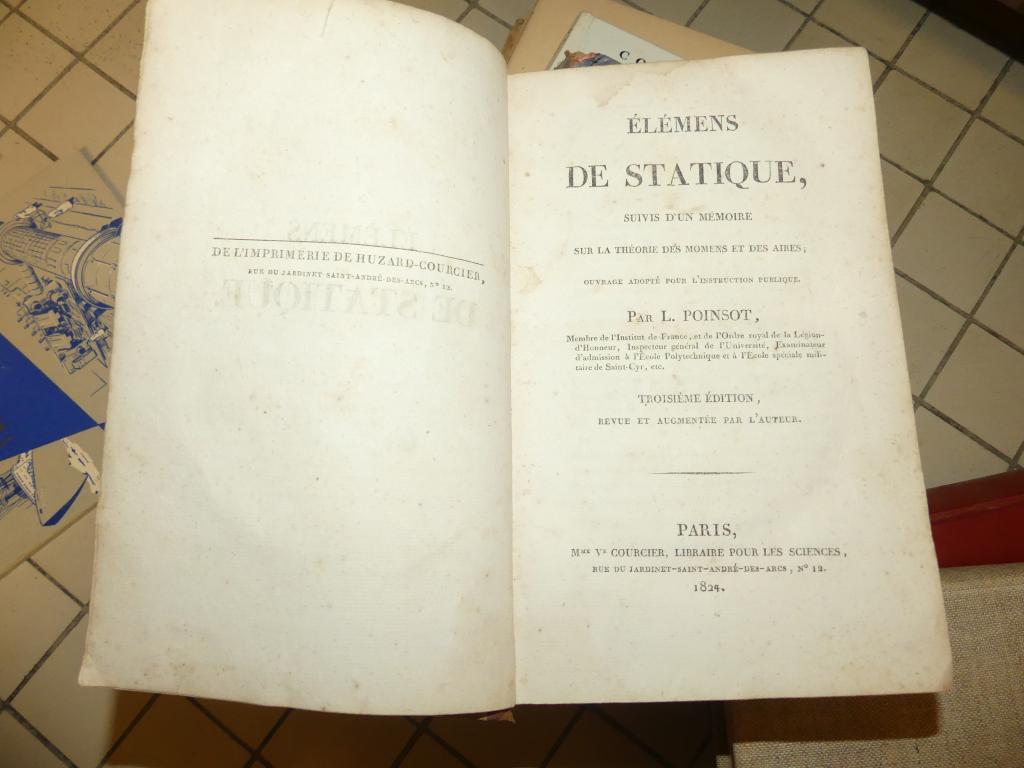 DE L'IMPRIMERIE DE HUZARD-COURCIER,
RUE DU JARDINET-SAINT-ANDRÉ-DES-ARCS, N° 12.
ÉLÉMENS
DE STATIQUE,
SUIVIS D'UN MÉMOIRE
SUR LA THÉORIE DES MOMENS ET DES AIRES;
OUVRAGE ADOPTÉ POUR L'INSTRUCTION PUBLIQUE.
PAR L. POINSOT,
Membre de l'Institut de France, et de l'Ordre royal de la Légion-
d'Honneur, Inspecteur général de l'Université, Examinateur
d'admission à l'École Polytechnique et à l'École spéciale mili-
taire de Saint-Cyr, etc.
TROISIÈME ÉDITION,
REVUE ET AUGMENTÉE PAR L'AUTEUR.
PARIS,
Mme Ve COURCIER, LIBRAIRE POUR LES SCIENCES,
RUE DU JARDINET-SAINT-ANDRÉ-DES-ARCS, N° 12.
1824.